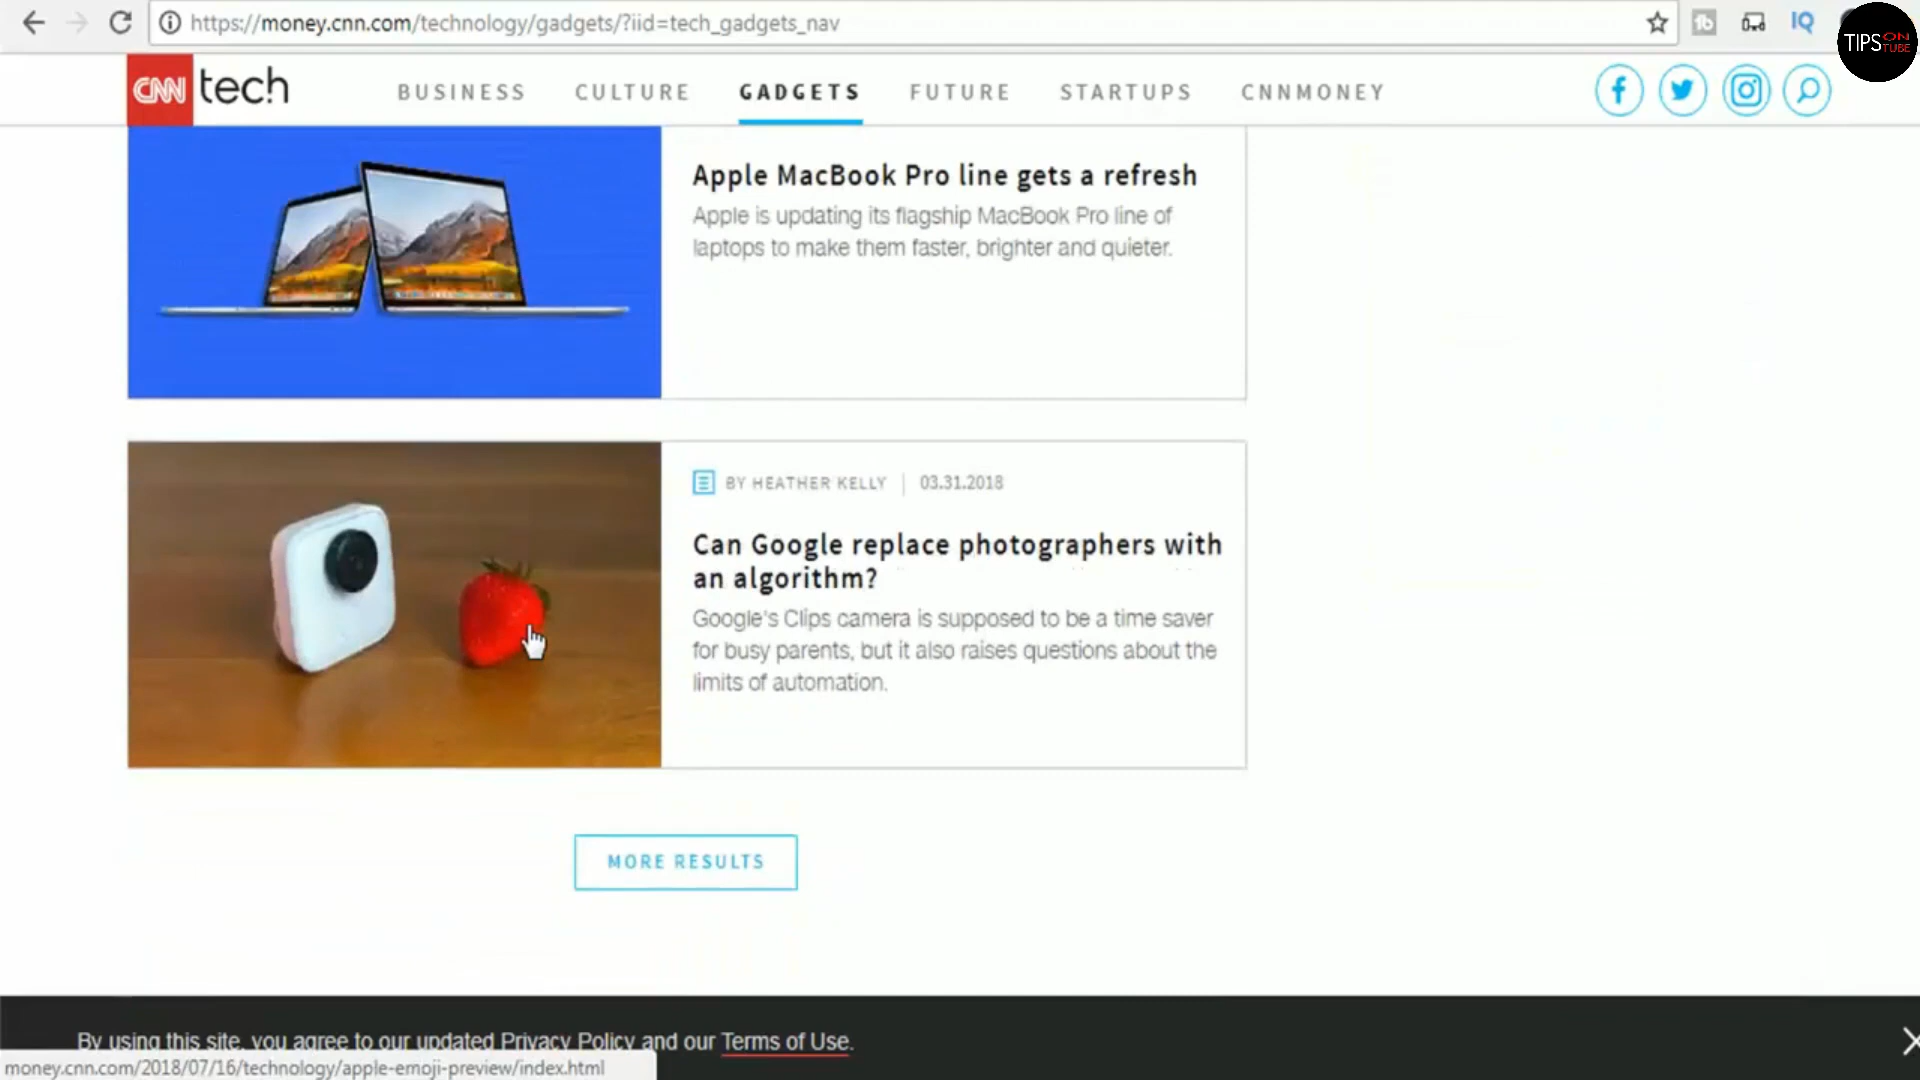 https://money.cnn.com/technology/gadgets/?iid=tech_gadgets_nav
TIPS ON TUBE
CNN tech
BUSINESS CULTURE GADGETS FUTURE STARTUPS CNNMONEY
Apple MacBook Pro line gets a refresh
Apple is updating its flagship MacBook Pro line of
laptops to make them faster, brighter and quieter.
BY HEATHER KELLY | 03.31.2018
Can Google replace photographers with
an algorithm?
Google's Clips camera is supposed to be a time saver
for busy parents, but it also raises questions about the
limits of automation.
MORE RESULTS
By using this site, you agree to our updated Privacy Policy and our Terms of Use.
money.cnn.com/2018/07/16/technology/apple-emoji-preview/index.html